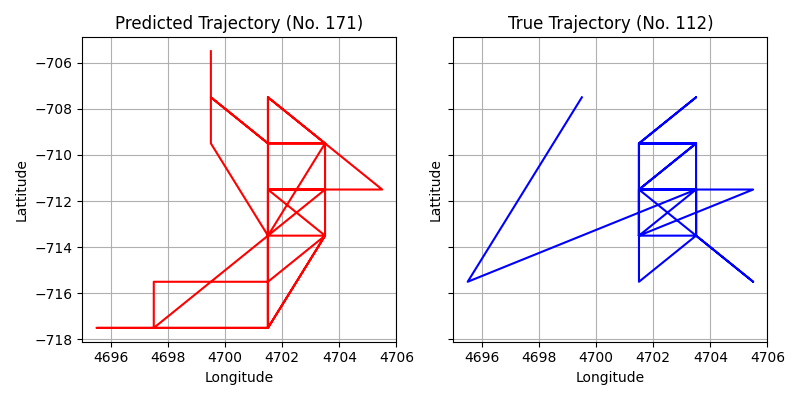 Predicted Trajectory (No. 171)
True Trajectory (No. 112)
Lattitude
−706
−708
−710
−712
−714
−716
−718
4696 4698 4700 4702 4704 4706
Longitude
Lattitude
4696 4698 4700 4702 4704 4706
Longitude